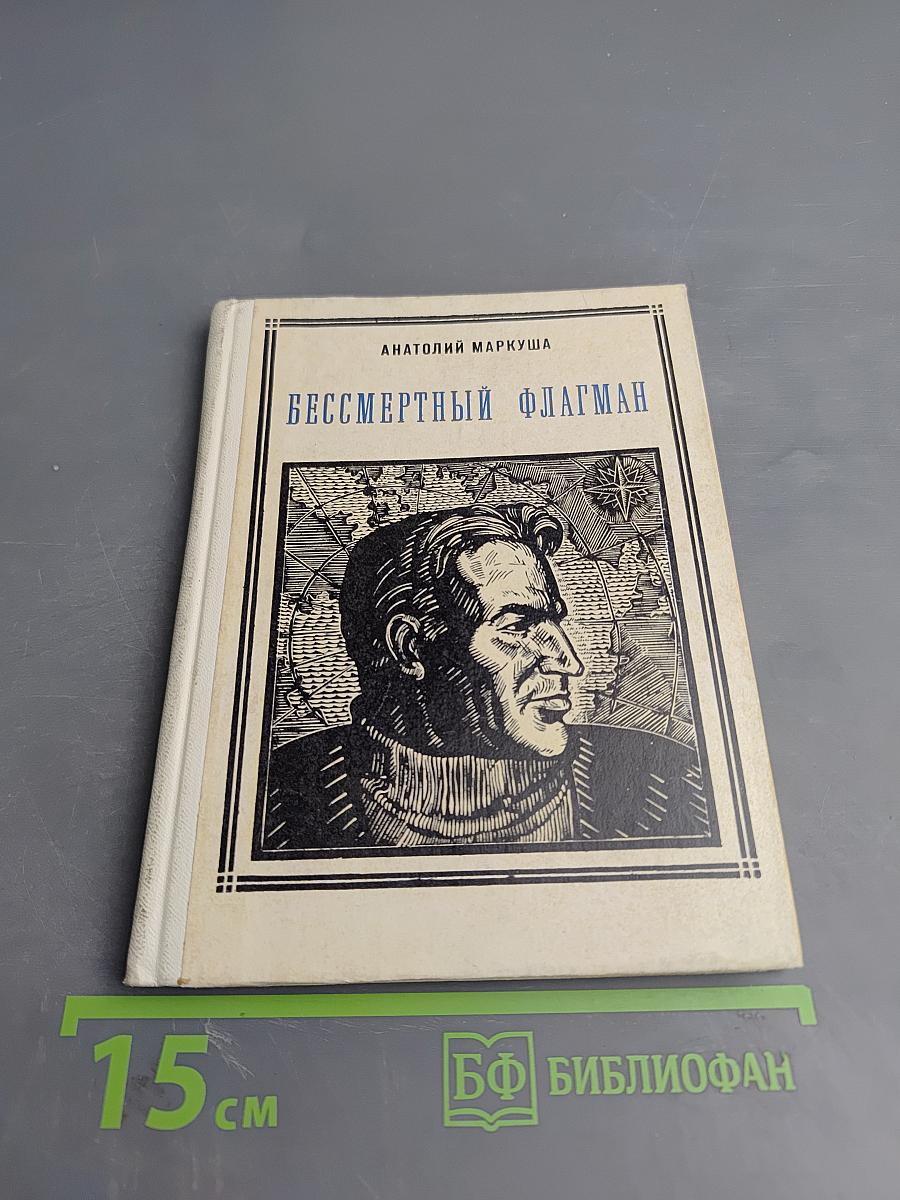 АНАТОЛИЙ МАРКУША
БЕССМЕРТНЫЙ ФЛАГМАН
15 см
БФ БИБЛИОФАН